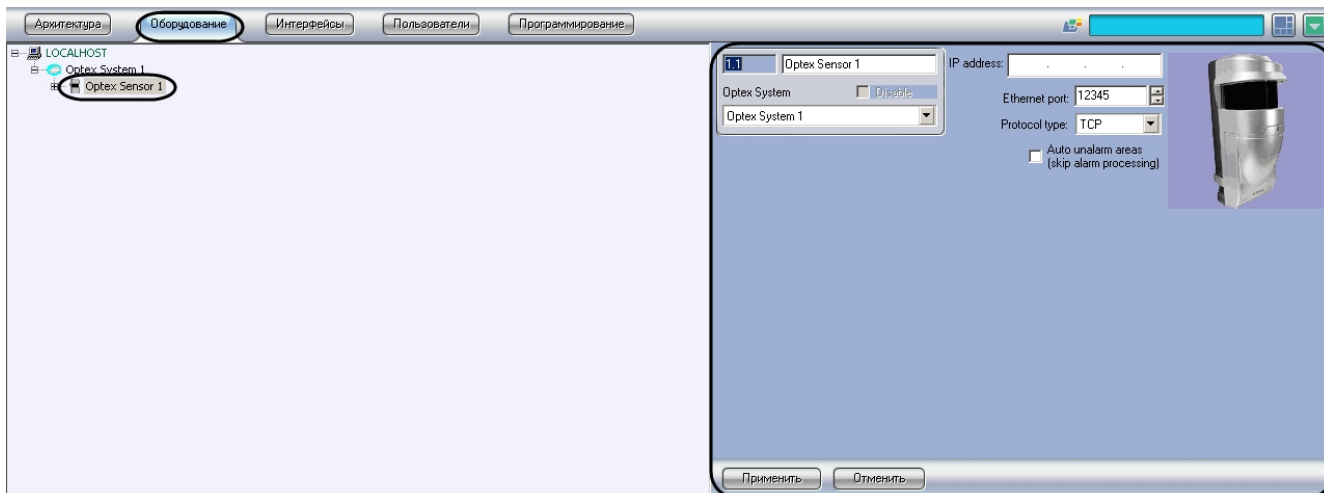 Архитектура Оборудование Интерфейсы Пользователи Программирование
LOCALHOST
Optex System 1
Optex Sensor 1
1.1 Optex Sensor 1
Optex System Disable
Optex System 1
IP address: . . .
Ethernet port: 12345
Protocol type: TCP
Auto unalarm areas
(skip alarm processing)
Применить Отменить